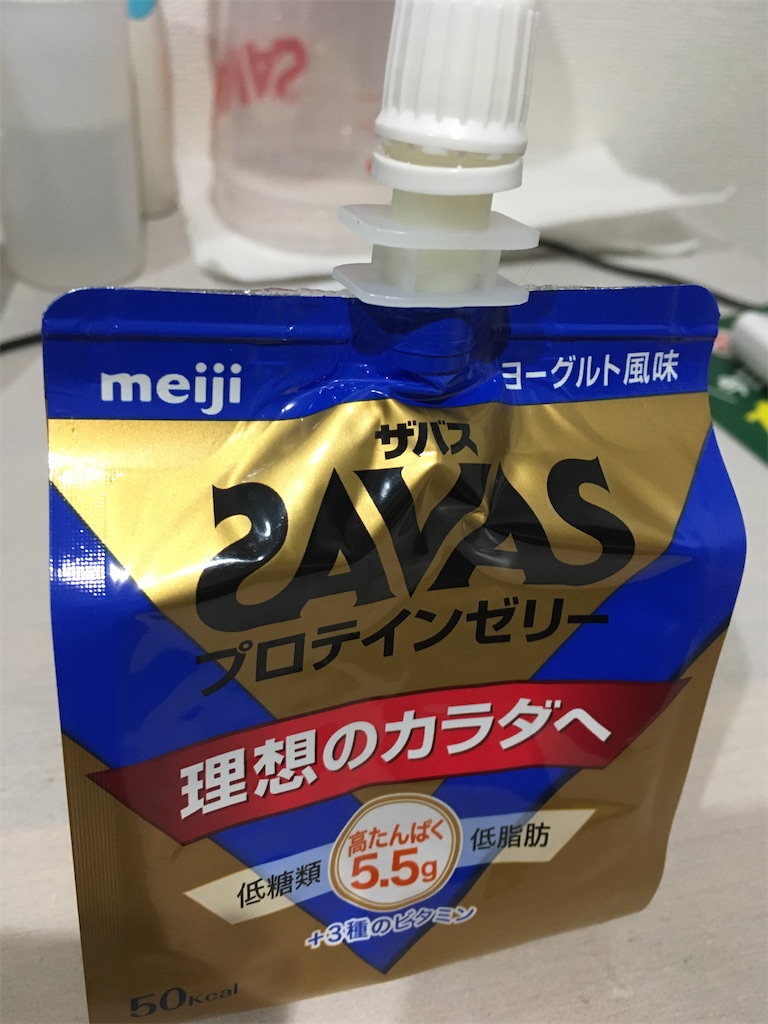 SAVAS
meiji
ヨーグルト風味
ザバス
SAVAS
プロテインゼリー
理想のカラダへ
高たんぱく
5.5g
低糖類
低脂肪
+3種のビタミン
50Kcal